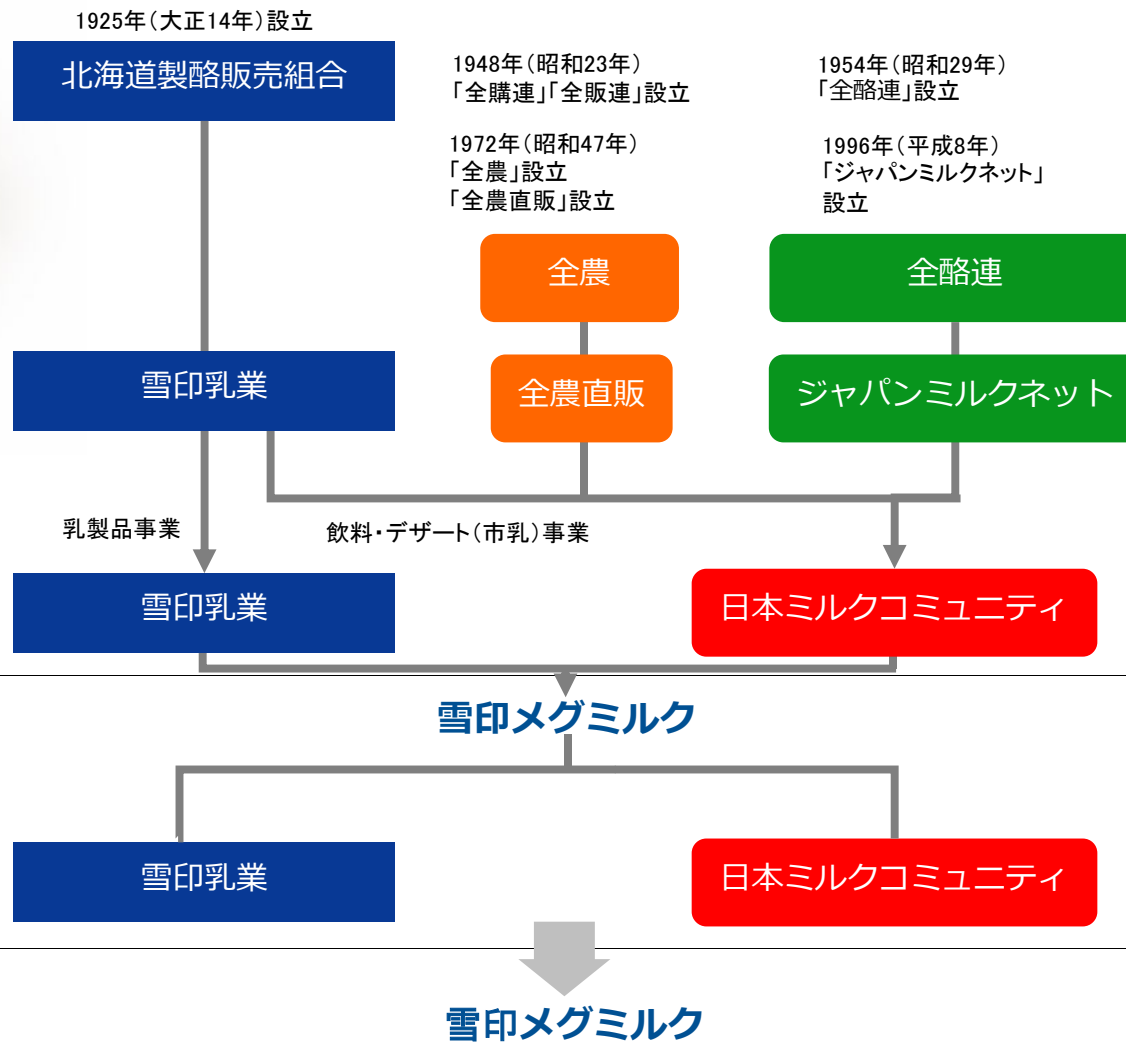 1925年（大正14年）設立
北海道製酪販売組合
1948年（昭和23年）
「全購連」「全販連」設立
1972年（昭和47年）
「全農」設立
「全農直販」設立
1954年（昭和29年）
「全酪連」設立
1996年（平成8年）
「ジャパンミルクネット」
設立
全農
全酪連
雪印乳業
全農直販
ジャパンミルクネット
乳製品事業
飲料・デザート（市乳）事業
雪印乳業
日本ミルクコミュニティ
雪印メグミルク
雪印乳業
日本ミルクコミュニティ
雪印メグミルク